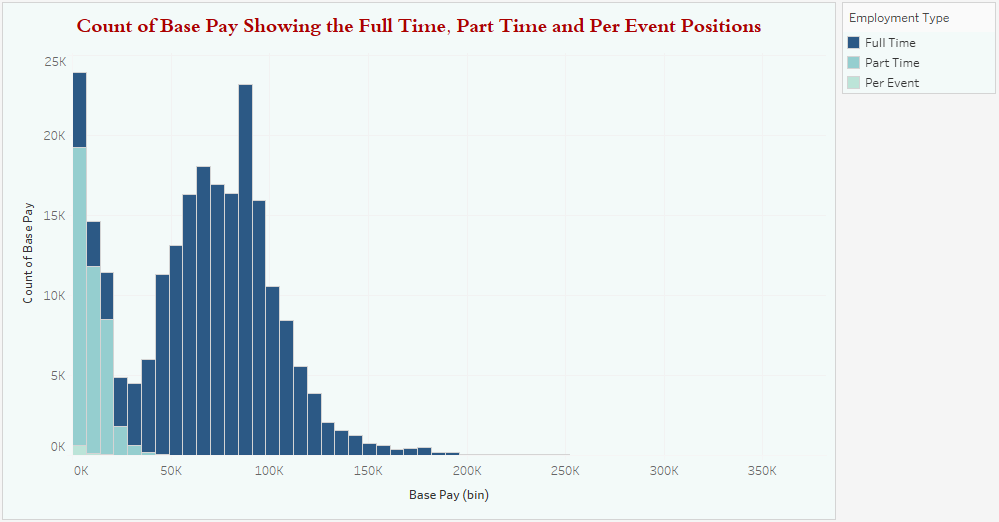 Count of Base Pay Showing the Full Time, Part Time and Per Event Positions
Employment Type
Full Time
Part Time
Per Event
Count of Base Pay
25K
20K
15K
10K
5K
0K
0K 50K 100K 150K 200K 250K 300K 350K
Base Pay (bin)